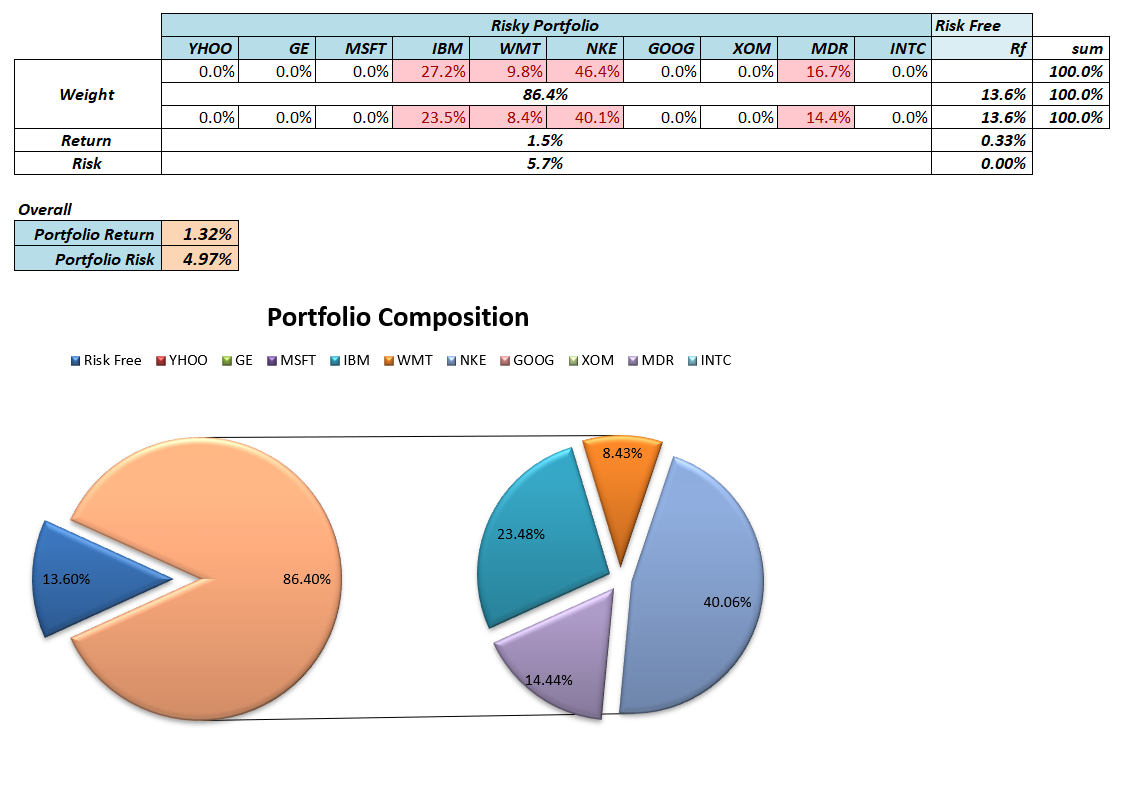 Risky Portfolio Risk Free
YHOO GE MSFT IBM WMT NKE GOOG XOM MDR INTC Rf sum
0.0% 0.0% 0.0% 27.2% 9.8% 46.4% 0.0% 0.0% 16.7% 0.0% 100.0%
Weight 86.4% 13.6% 100.0%
0.0% 0.0% 0.0% 23.5% 8.4% 40.1% 0.0% 0.0% 14.4% 0.0% 13.6% 100.0%
Return 1.5% 0.33%
Risk 5.7% 0.00%
Overall
Portfolio Return 1.32%
Portfolio Risk 4.97%
Portfolio Composition
Risk Free YHOO GE MSFT IBM WMT NKE GOOG XOM MDR INTC
13.60%
86.40%
23.48%
8.43%
40.06%
14.44%